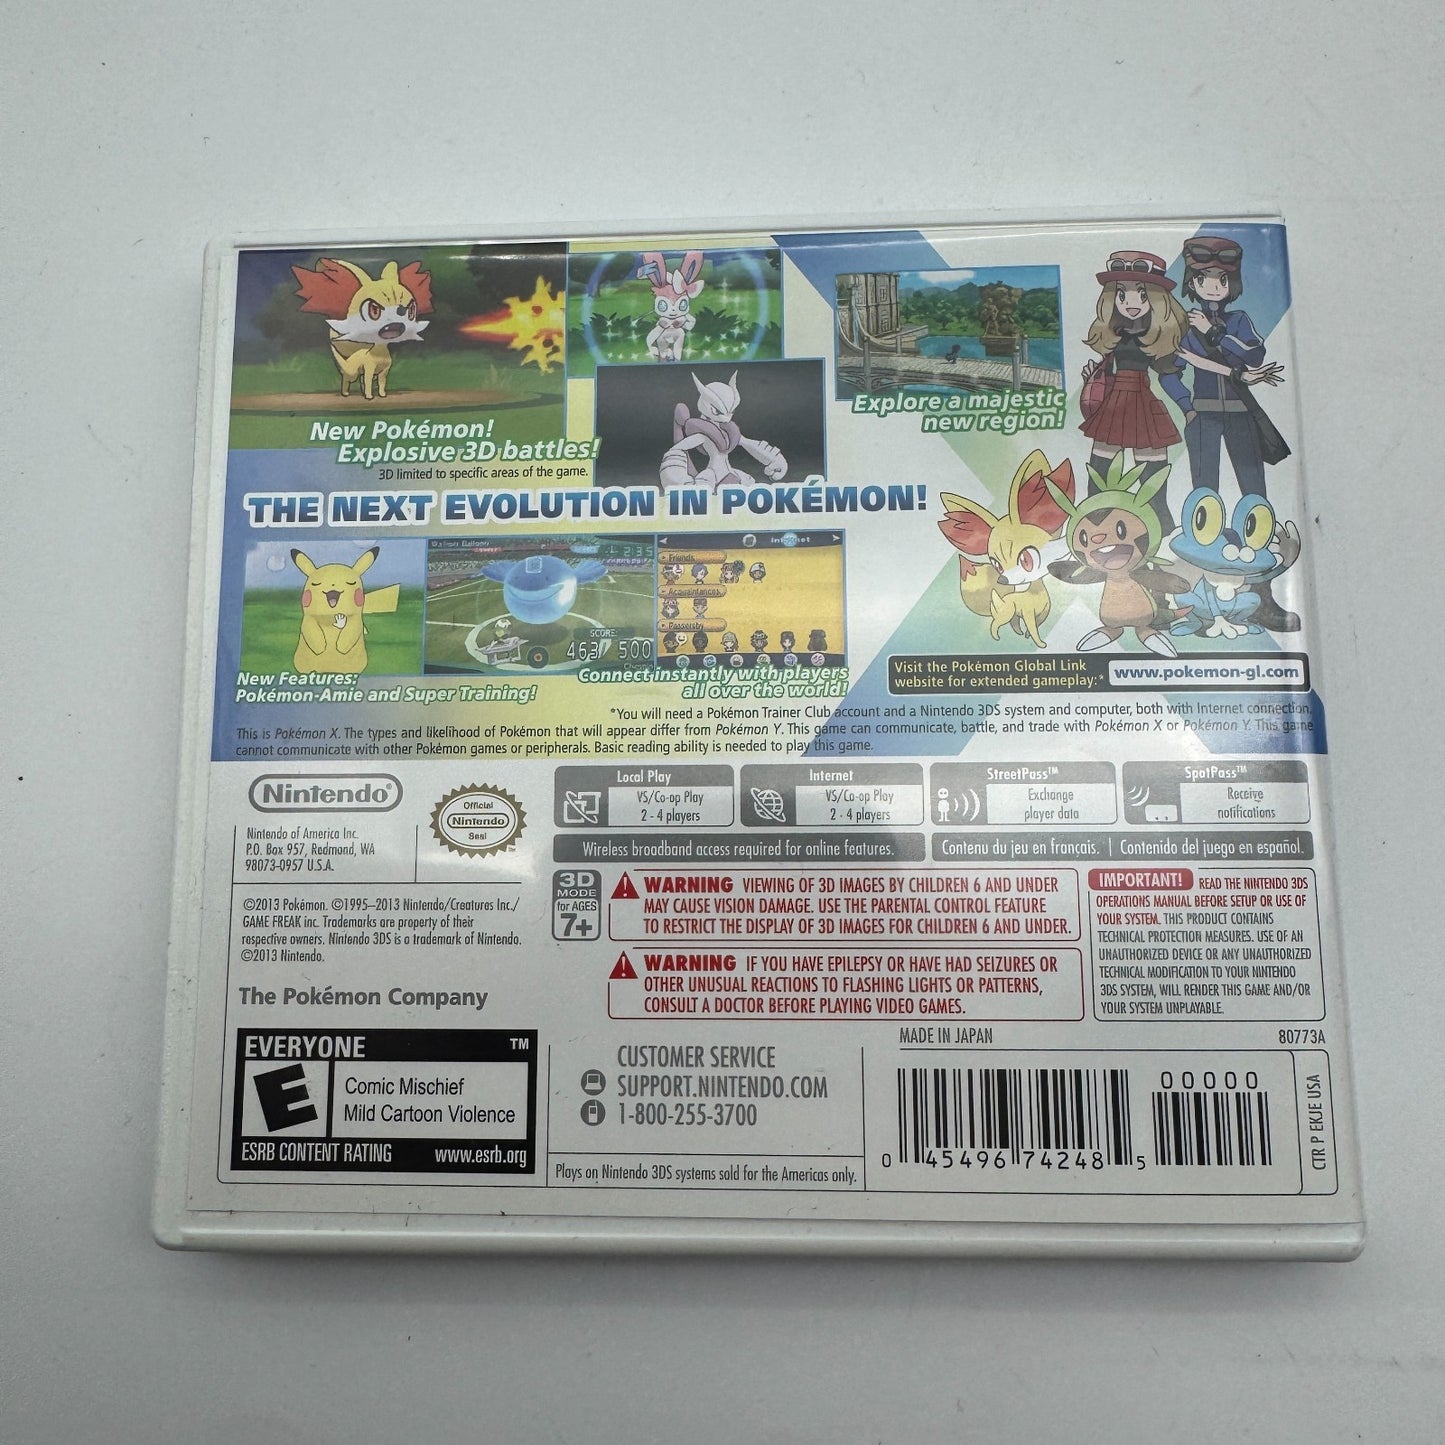 New Pokémon!
Explosive 3D battles!
3D limited to specific areas of the game.
Explore a majestic
new region!
THE NEXT EVOLUTION IN POKÉMON!
2:35
SCORE:
463/ 500
Internet
Friends
Acquaintances
Passersby
New Features:
Pokémon-Amie and Super Training!
Connect instantly with players
all over the world!
Visit the Pokémon Global Link
website for extended gameplay:*
www.pokemon-gl.com
*You will need a Pokémon Trainer Club account and a Nintendo 3DS system and computer, both with Internet connection.
This is Pokémon X. The types and likelihood of Pokémon that will appear differ from Pokémon Y. This game can communicate, battle, and trade with Pokémon X or Pokémon Y. This game
cannot communicate with other Pokémon games or peripherals. Basic reading ability is needed to play this game.
Nintendo®
Nintendo of America Inc.
P.O. Box 957, Redmond, WA
98073-0957 U.S.A.
Official
Nintendo
Seal
Local Play
VS/Co-op Play
2 - 4 players
Internet
VS/Co-op Play
2 - 4 players
StreetPass™
Exchange
player data
SpotPass™
Receive
notifications
Wireless broadband access required for online features.
Contenu du jeu en français. | Contenido del juego en español.
©2013 Pokémon. ©1995–2013 Nintendo/Creatures Inc./
GAME FREAK inc. Trademarks are property of their
respective owners. Nintendo 3DS is a trademark of Nintendo.
©2013 Nintendo.
The Pokémon Company
3D
MODE
for AGES
7+
WARNING VIEWING OF 3D IMAGES BY CHILDREN 6 AND UNDER
MAY CAUSE VISION DAMAGE. USE THE PARENTAL CONTROL FEATURE
TO RESTRICT THE DISPLAY OF 3D IMAGES FOR CHILDREN 6 AND UNDER.
WARNING IF YOU HAVE EPILEPSY OR HAVE HAD SEIZURES OR
OTHER UNUSUAL REACTIONS TO FLASHING LIGHTS OR PATTERNS,
CONSULT A DOCTOR BEFORE PLAYING VIDEO GAMES.
IMPORTANT! READ THE NINTENDO 3DS
OPERATIONS MANUAL BEFORE SETUP OR USE OF
YOUR SYSTEM. THIS PRODUCT CONTAINS
TECHNICAL PROTECTION MEASURES. USE OF AN
UNAUTHORIZED DEVICE OR ANY UNAUTHORIZED
TECHNICAL MODIFICATION TO YOUR NINTENDO
3DS SYSTEM, WILL RENDER THIS GAME AND/OR
YOUR SYSTEM UNPLAYABLE.
EVERYONE ™
E
Comic Mischief
Mild Cartoon Violence
ESRB CONTENT RATING www.esrb.org
CUSTOMER SERVICE
SUPPORT.NINTENDO.COM
1-800-255-3700
Plays on Nintendo 3DS systems sold for the Americas only.
MADE IN JAPAN
80773A
00000
0 45496 74248 5
CTR P EKJE USA